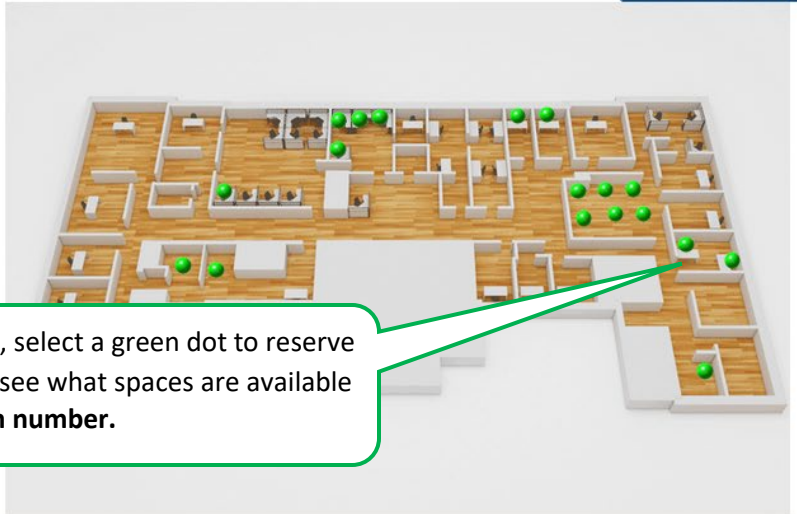 , select a green dot to reserve
see what spaces are available
number.